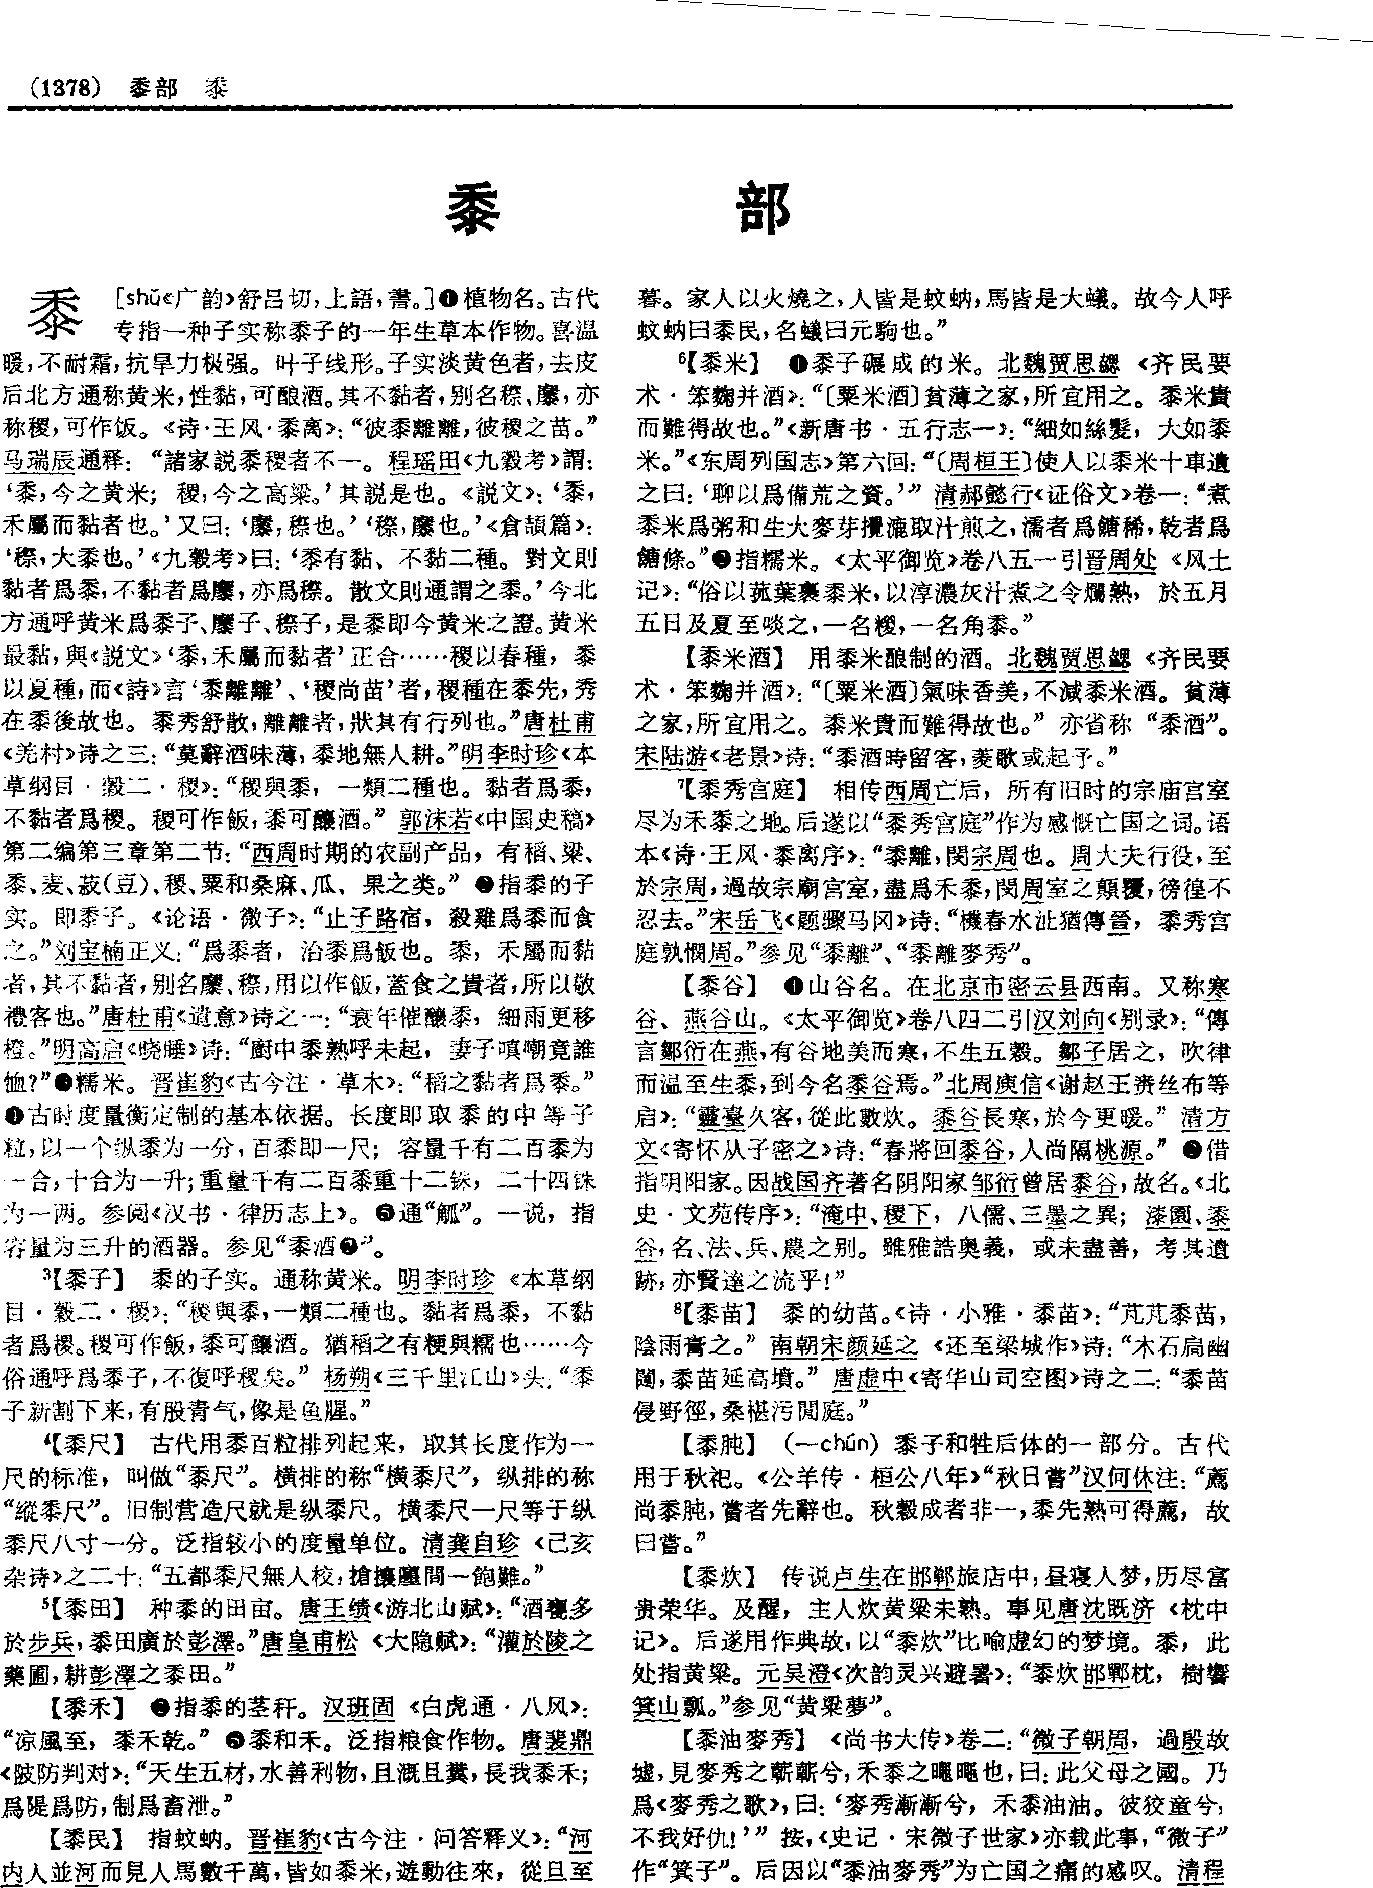 (1378) 黍部 黍
黍 部
黍 [shǔ《广韵》舒吕切,上語,書。]❶植物名。古代
专指一种子实称黍子的一年生草本作物。喜温
暖,不耐霜,抗旱力极强。叶子线形。子实淡黄色者,去皮
后北方通称黄米,性黏,可酿酒。其不黏者,别名穄、穈,亦
称稷,可作饭。《诗·王风·黍离》:“彼黍離離,彼稷之苗。”
马瑞辰通释:“諸家説黍稷者不一。程瑶田《九穀考》謂:
‘黍,今之黄米;稷,今之高粱。’其説是也。《説文》:‘黍,
禾屬而黏者也。’又曰:‘穈,穄也。’‘穄,穈也。’《倉頡篇》:
‘穄,大黍也。’《九穀考》曰:‘黍有黏、不黏二種。對文則
黏者爲黍,不黏者爲穈,亦爲穄。散文則通謂之黍。’今北
方通呼黄米爲黍子、穈子、穄子,是黍即今黄米之證。黄米
最黏,與《説文》‘黍,禾屬而黏者’正合……稷以春種,黍
以夏種,而《詩》言‘黍離離’、‘稷尚苗’者,稷種在黍先,秀
在黍後故也。黍秀舒散,離離者,狀其有行列也。”唐杜甫
《羌村》诗之三:“莫辭酒味薄,黍地無人耕。”明李时珍《本
草纲目·穀二·稷》:“稷與黍,一類二種也。黏者爲黍,
不黏者爲稷。稷可作飯,黍可釀酒。”郭沫若《中国史稿》
第二编第三章第二节:“西周时期的农副产品,有稻、粱、
黍、麦、菽(豆)、稷、粟和桑麻、瓜、果之类。”❷指黍的子
实。即黍子。《论语·微子》:“止子路宿,殺雞爲黍而食
之。”刘宝楠正义:“爲黍者,治黍爲飯也。黍,禾屬而黏
者,其不黏者,别名穈、穄,用以作飯,蓋食之貴者,所以敬
禮客也。”唐杜甫《遣意》诗之一:“衰年催釀黍,細雨更移
橙。”明高启《晓睡》诗:“廚中黍熟呼未起,妻子嗔嘲竟誰
恤?”❸糯米。晋崔豹《古今注·草木》:“稻之黏者爲黍。”
❹古时度量衡定制的基本依据。长度即取黍的中等子
粒,以一个纵黍为一分,百黍即一尺;容量千有二百黍为
一合,十合为一升;重量千有二百黍重十二铢,二十四铢
为一两。参阅《汉书·律历志上》。❺通“觚”。一说,指
容量为三升的酒器。参见“黍酒❷”。
³【黍子】 黍的子实。通称黄米。明李时珍《本草纲
目·穀二·稷》:“稷與黍,一類二種也。黏者爲黍,不黏
者爲稷。稷可作飯,黍可釀酒。猶稻之有粳與糯也……今
俗通呼爲黍子,不復呼稷矣。”杨朔《三千里江山》头:“黍
子新割下来,有股青气,像是鱼腥。”
⁴【黍尺】 古代用黍百粒排列起来,取其长度作为一
尺的标准,叫做“黍尺”。横排的称“横黍尺”,纵排的称
“縱黍尺”。旧制营造尺就是纵黍尺。横黍尺一尺等于纵
黍尺八寸一分。泛指较小的度量单位。清龚自珍《己亥
杂诗》之二十:“五都黍尺無人校,搶攘廛間一飽難。”
⁵【黍田】 种黍的田亩。唐王绩《游北山赋》:“酒甕多
於步兵,黍田廣於彭澤。”唐皇甫松《大隐赋》:“灌於陵之
藥圃,耕彭澤之黍田。”
【黍禾】 ❶指黍的茎秆。汉班固《白虎通·八风》:
“凉風至,黍禾乾。”❷黍和禾。泛指粮食作物。唐裴鼎
《陂防判对》:“天生五材,水善利物,且溉且糞,長我黍禾;
爲隄爲防,制爲畜泄。”
【黍民】 指蚊蚋。晋崔豹《古今注·问答释义》:“河
内人並河而見人馬數千萬,皆如黍米,遊動往來,從旦至
暮。家人以火燒之,人皆是蚊蚋,馬皆是大蟻。故今人呼
蚊蚋曰黍民,名蟻曰元駒也。”
⁶【黍米】 ❶黍子碾成的米。北魏贾思勰《齐民要
术·笨麴并酒》:“〔粟米酒〕貧薄之家,所宜用之。黍米貴
而難得故也。”《新唐书·五行志一》:“細如絲髮,大如黍
米。”《东周列国志》第六回:“〔周桓王〕使人以黍米十車遺
之曰:‘聊以爲備荒之資。’”清郝懿行《证俗文》卷一:“煮
黍米爲粥和生大麥芽攪漉取汁煎之,濡者爲餹稀,乾者爲
餹條。”❷指糯米。《太平御览》卷八五一引晋周处《风土
记》:“俗以菰葉裹黍米,以淳濃灰汁煮之令爛熟,於五月
五日及夏至啖之,一名糉,一名角黍。”
【黍米酒】 用黍米酿制的酒。北魏贾思勰《齐民要
术·笨麴并酒》:“〔粟米酒〕氣味香美,不減黍米酒。貧薄
之家,所宜用之。黍米貴而難得故也。”亦省称“黍酒”。
宋陆游《老景》诗:“黍酒時留客,菱歌或起予。”
⁷【黍秀宫庭】 相传西周亡后,所有旧时的宗庙宫室
尽为禾黍之地。后遂以“黍秀宫庭”作为感慨亡国之词。语
本《诗·王风·黍离序》:“黍離,閔宗周也。周大夫行役,至
於宗周,過故宗廟宫室,盡爲禾黍,閔周室之顛覆,徬徨不
忍去。”宋岳飞《题骤马冈》诗:“機舂水沚猶傳晉,黍秀宫
庭孰憫周。”参见“黍離”、“黍離麥秀”。
【黍谷】 ❶山谷名。在北京市密云县西南。又称寒
谷、燕谷山。《太平御览》卷八四二引汉刘向《别录》:“傳
言鄒衍在燕,有谷地美而寒,不生五穀。鄒子居之,吹律
而温至生黍,到今名黍谷焉。”北周庾信《谢赵王赉丝布等
启》:“靈臺久客,從此數炊。黍谷長寒,於今更暖。”清方
文《寄怀从子密之》诗:“春將回黍谷,人尚隔桃源。”❷借
指阴阳家。因战国齐著名阴阳家邹衍曾居黍谷,故名。《北
史·文苑传序》:“淹中、稷下,八儒、三墨之異;漆園、黍
谷,名、法、兵、農之别。雖雅誥奥義,或未盡善,考其遺
跡,亦賢達之流乎!”
⁸【黍苗】 黍的幼苗。《诗·小雅·黍苗》:“芃芃黍苗,
陰雨膏之。”南朝宋颜延之《还至梁城作》诗:“木石扃幽
闥,黍苗延高墳。”唐虚中《寄华山司空图》诗之二:“黍苗
侵野徑,桑椹污閒庭。”
【黍肫】 (—chún) 黍子和牲后体的一部分。古代
用于秋祀。《公羊传·桓公八年》“秋日嘗”汉何休注:“薦
尚黍肫,嘗者先辭也。秋穀成者非一,黍先熟可得薦,故
曰嘗。”
【黍炊】 传说卢生在邯郸旅店中,昼寝入梦,历尽富
贵荣华。及醒,主人炊黄粱未熟。事见唐沈既济《枕中
记》。后遂用作典故,以“黍炊”比喻虚幻的梦境。黍,此
处指黄粱。元吴澄《次韵灵兴避暑》:“黍炊邯鄲枕,樹響
箕山瓢。”参见“黄粱夢”。
【黍油麥秀】 《尚书大传》卷二:“微子朝周,過殷故
墟,見麥秀之蔪蔪兮,禾黍之𪓋𪓋也,曰:此父母之國。乃
爲《麥秀之歌》,曰:‘麥秀漸漸兮,禾黍油油。彼狡童兮,
不我好仇!’”按,《史记·宋微子世家》亦载此事,“微子”
作“箕子”。后因以“黍油麥秀”为亡国之痛的感叹。清程